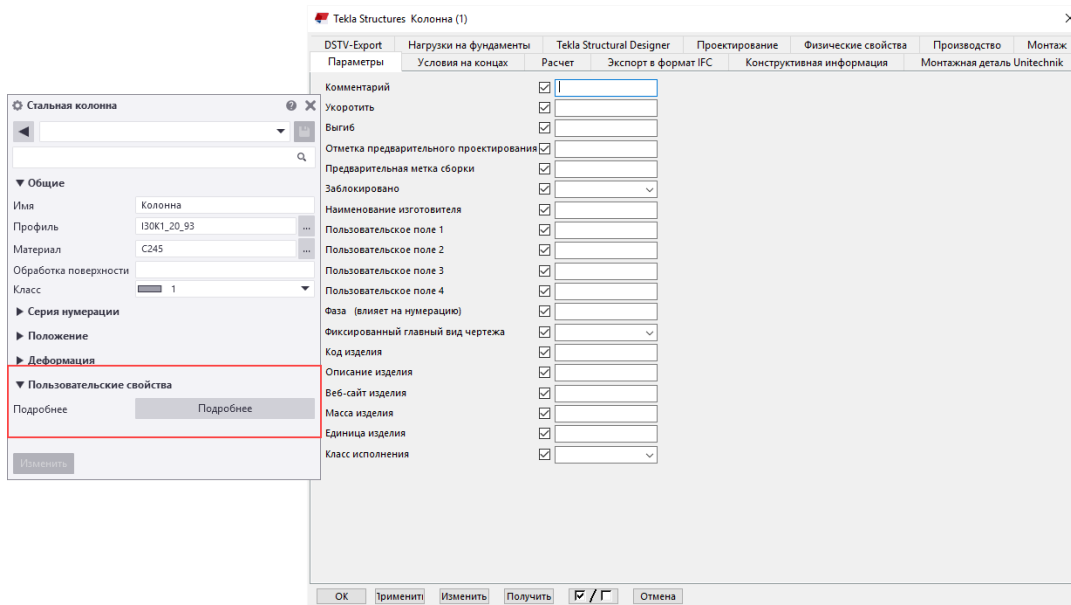 Tekla Structures Колонна (1)
DSTV-Export Нагрузки на фундаменты Tekla Structural Designer Проектирование Физические свойства Производство Монтаж
Параметры Условия на концах Расчет Экспорт в формат IFC Конструктивная информация Монтажная деталь Unitechnik
Комментарий
Укоротить
Выгиб
Отметка предварительного проектирования
Предварительная метка сборки
Заблокировано
Наименование изготовителя
Пользовательское поле 1
Пользовательское поле 2
Пользовательское поле 3
Пользовательское поле 4
Фаза (влияет на нумерацию)
Фиксированный главный вид чертежа
Код изделия
Описание изделия
Веб-сайт изделия
Масса изделия
Единица изделия
Класс исполнения
OK Применить Изменить Получить / Отмена
Стальная колонна
Общие
Имя Колонна
Профиль I30K1_20_93 ...
Материал C245 ...
Обработка поверхности
Класс 1
Серия нумерации
Положение
Деформация
Пользовательские свойства
Подробнее Подробнее
Изменить